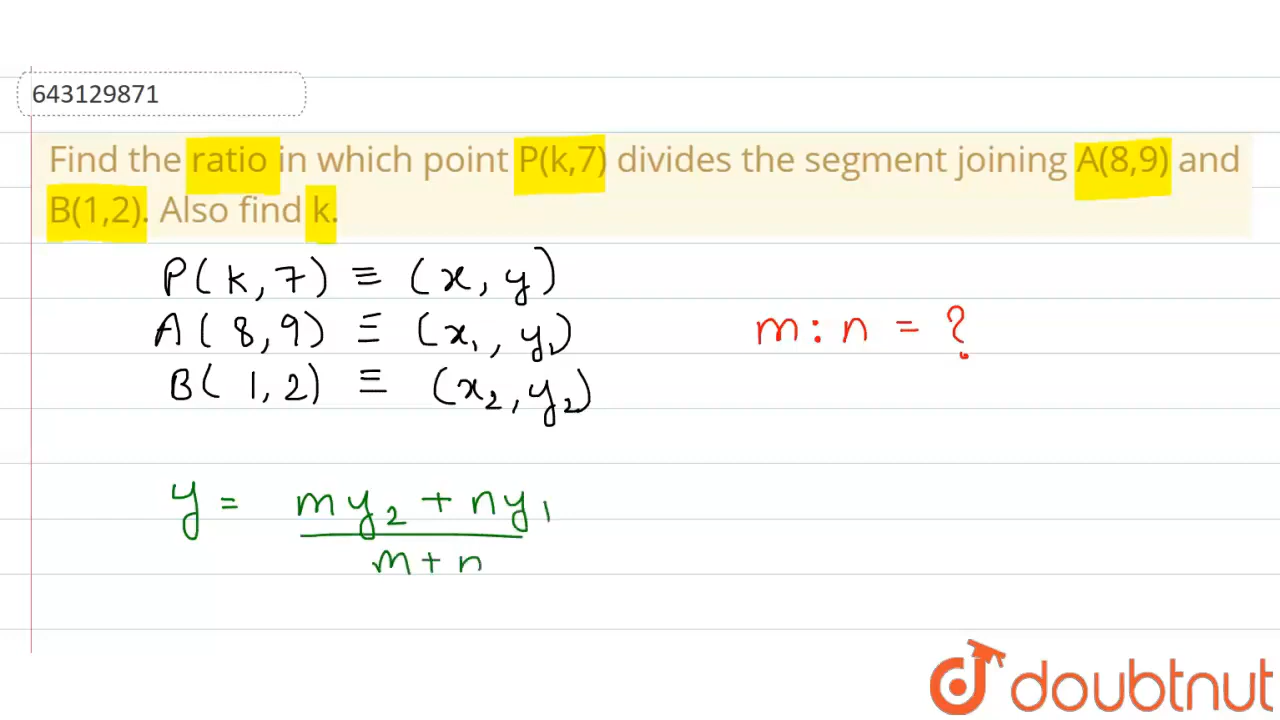 643129871
Find the ratio in which point P(k,7) divides the segment joining A(8,9) and
B(1,2). Also find k.
P(k,7) ≡ (x,y)
A(8,9) ≡ (x₁,y₁)
m:n = ?
B(1,2) ≡ (x₂,y₂)
y = my₂ + ny₁
m+n
doubtnut